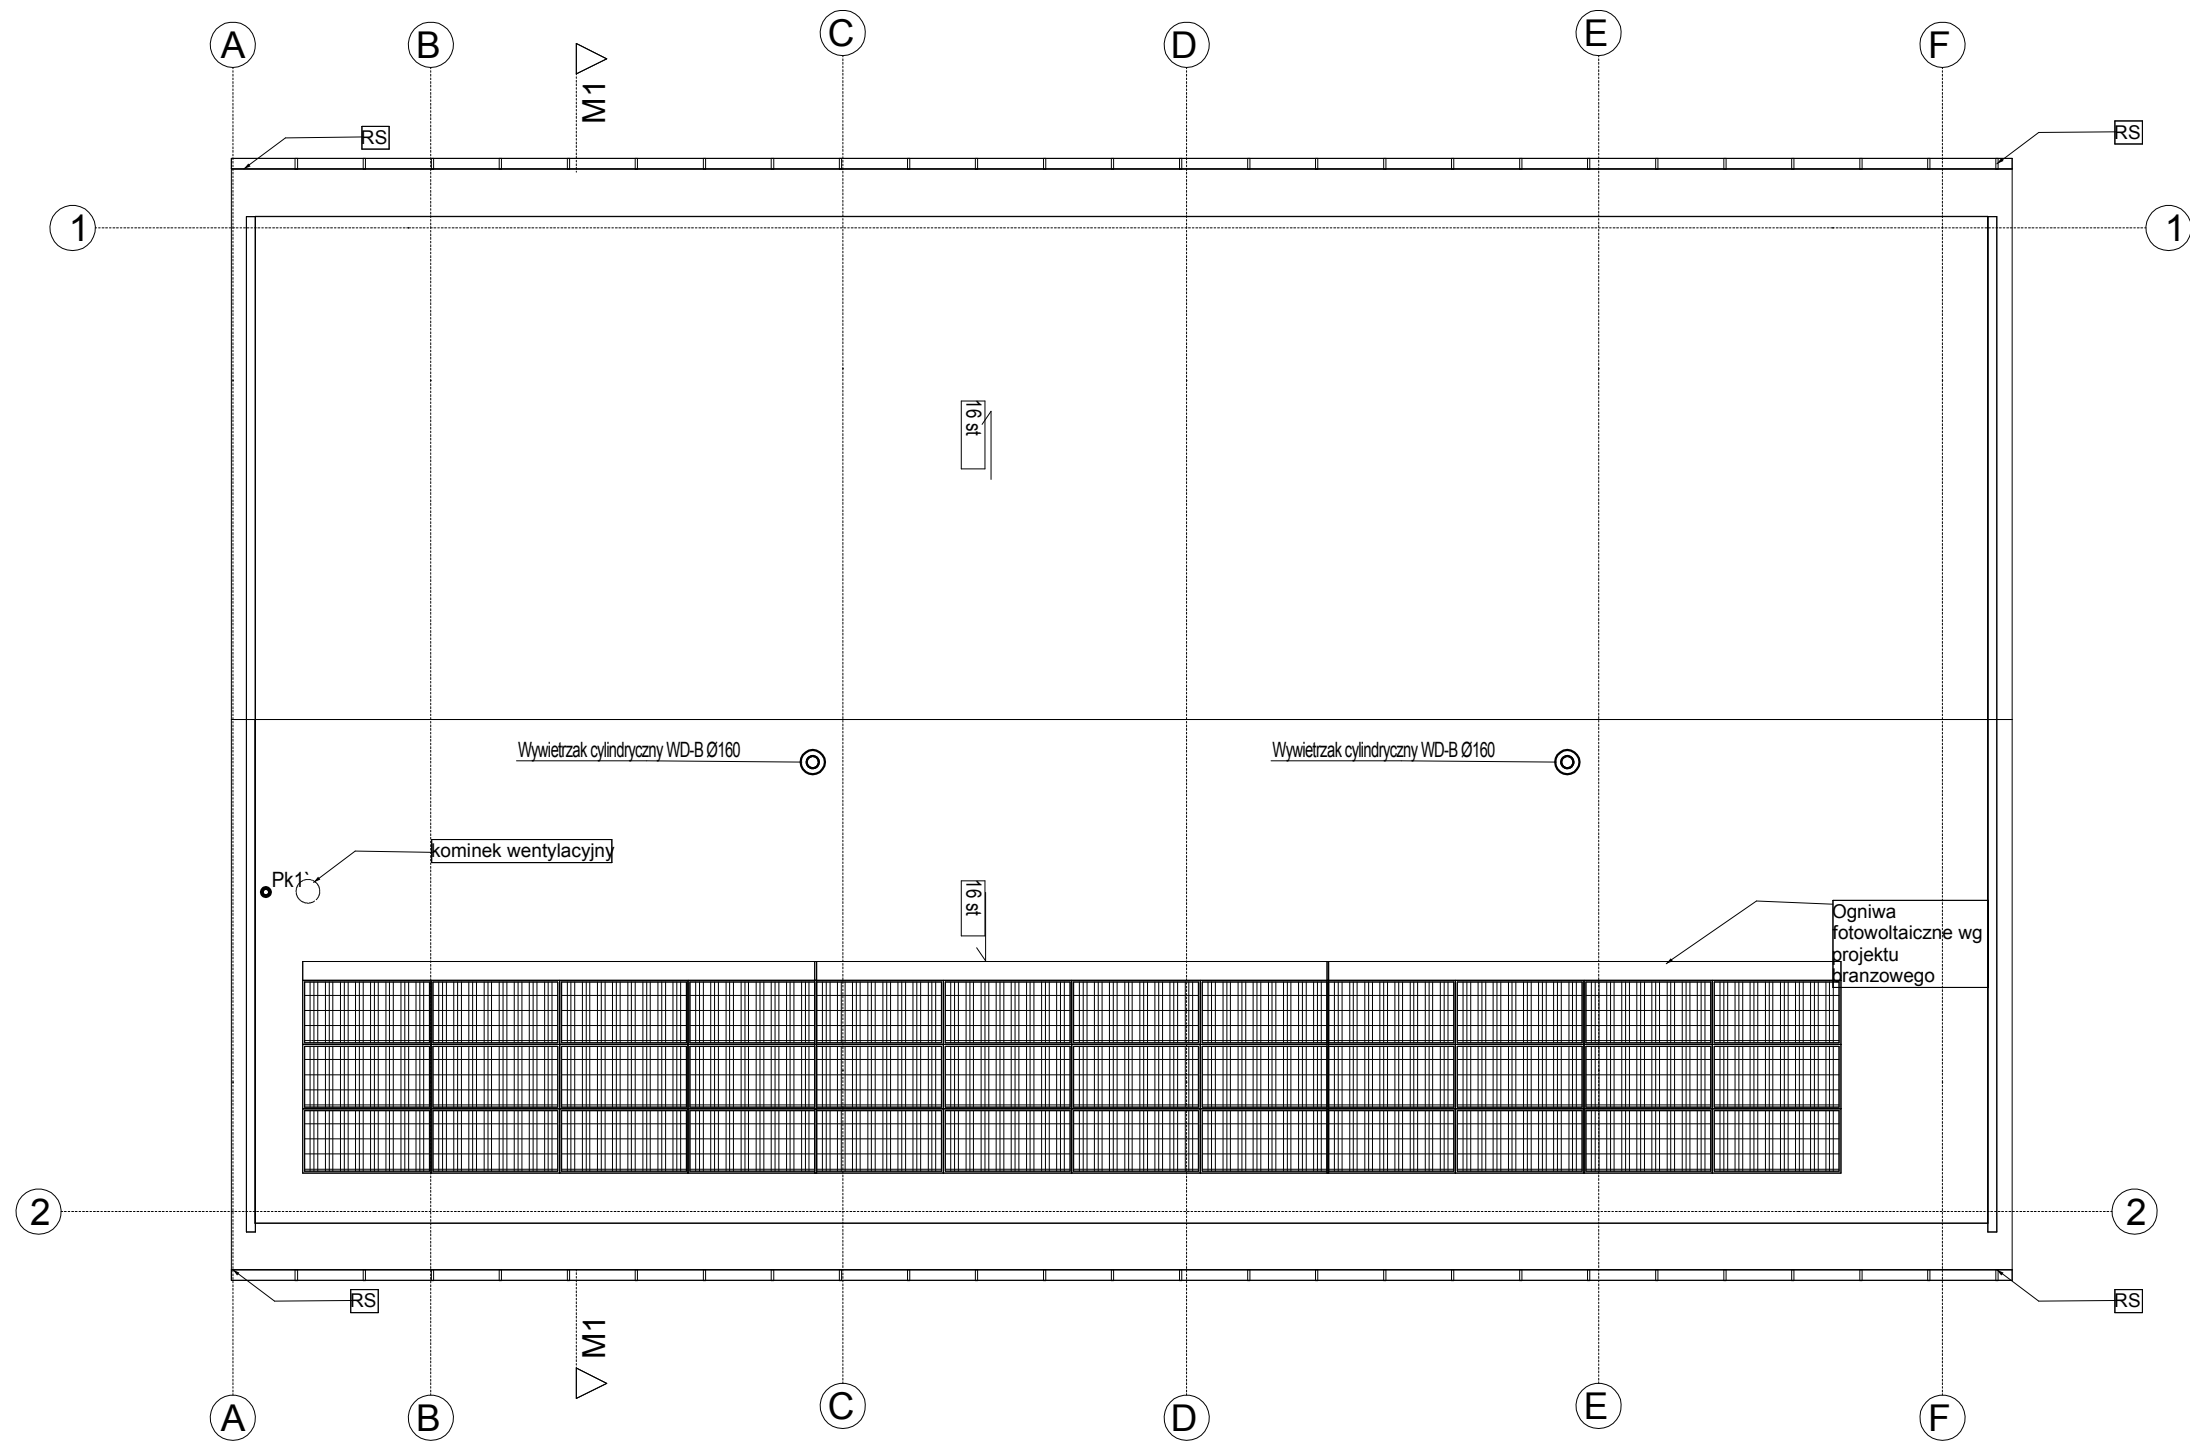 A
B
C
D
E
F
M1
RS
RS
1
1
16 st
Wywietrzak cylindryczny WD-B Ø160
Wywietrzak cylindryczny WD-B Ø160
kominek wentylacyjny
Pk1`
16 st
Ogniwa
fotowoltaiczne wg
projektu
branzowego
2
2
RS
RS
M1
A
B
C
D
E
F